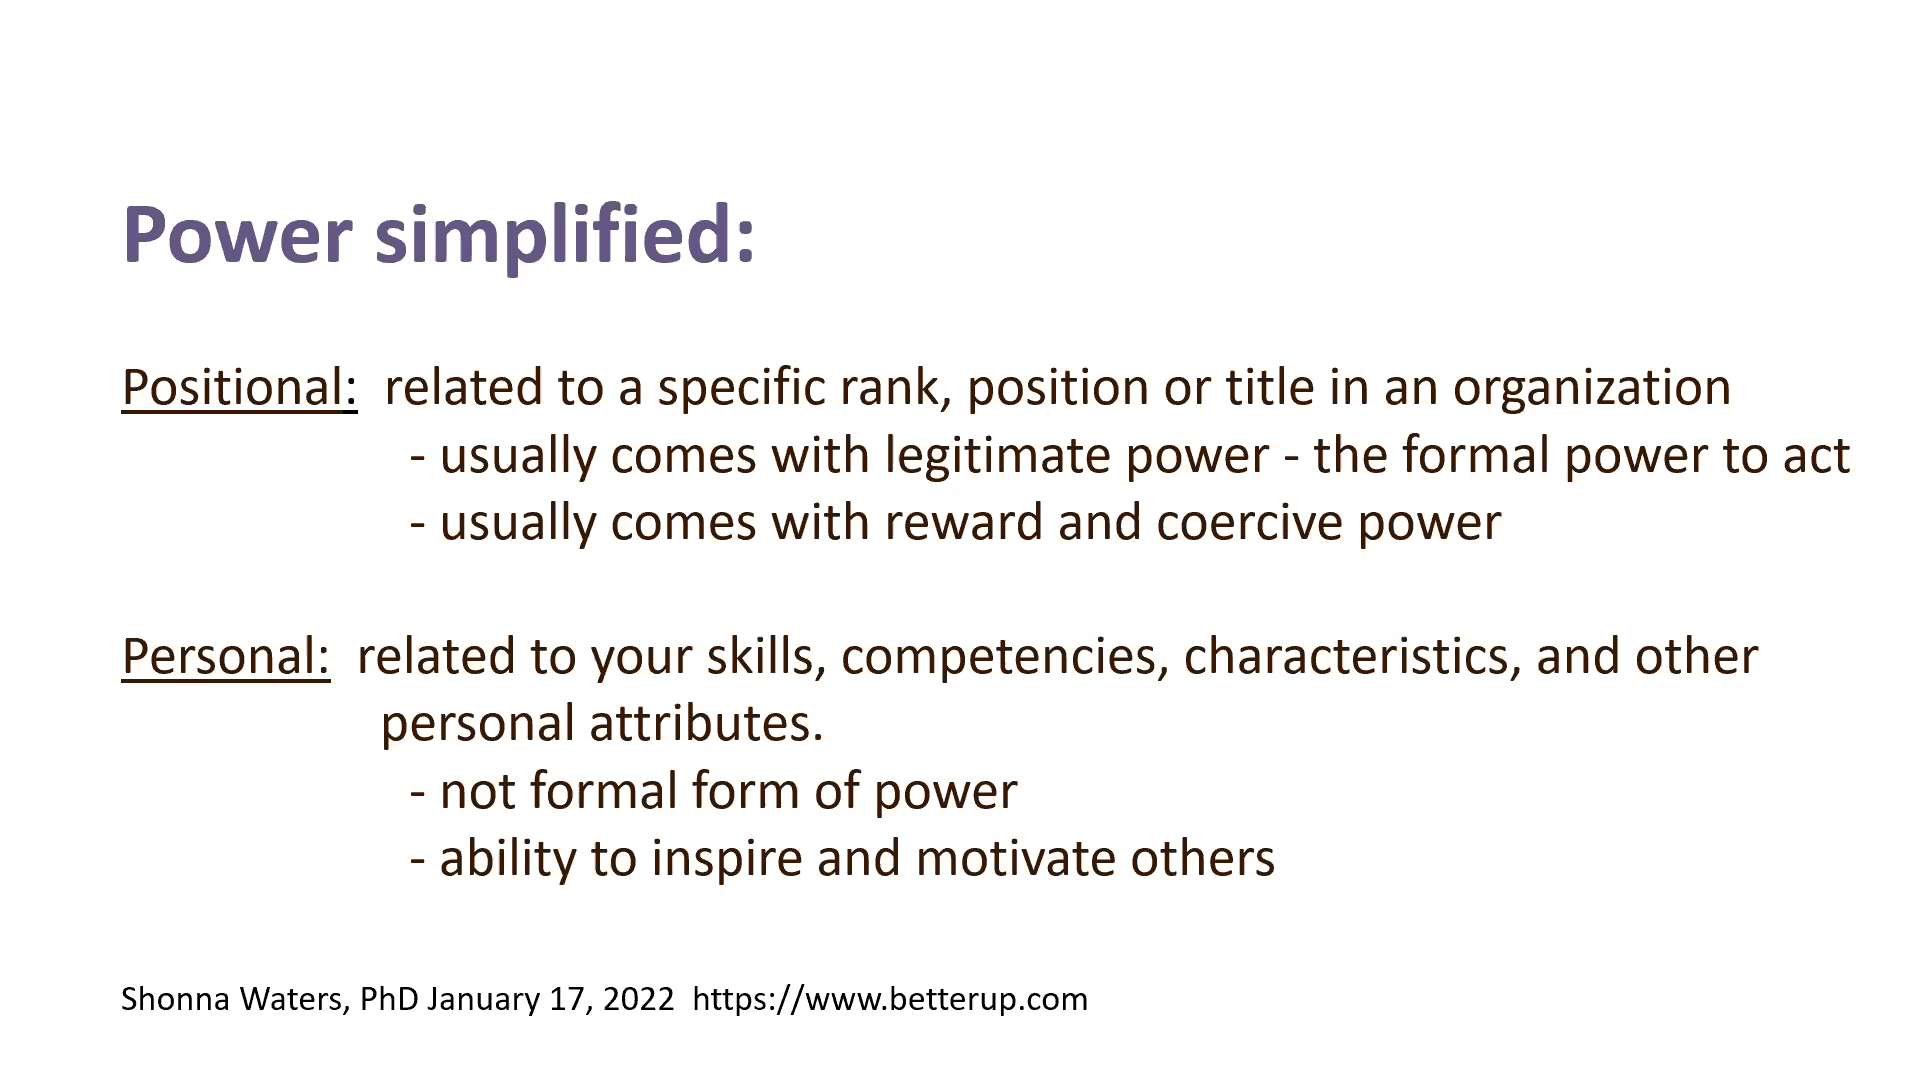 Power simplified:
Positional: related to a specific rank, position or title in an organization
- usually comes with legitimate power - the formal power to act
- usually comes with reward and coercive power
Personal: related to your skills, competencies, characteristics, and other
personal attributes.
- not formal form of power
- ability to inspire and motivate others
Shonna Waters, PhD January 17, 2022 https://www.betterup.com